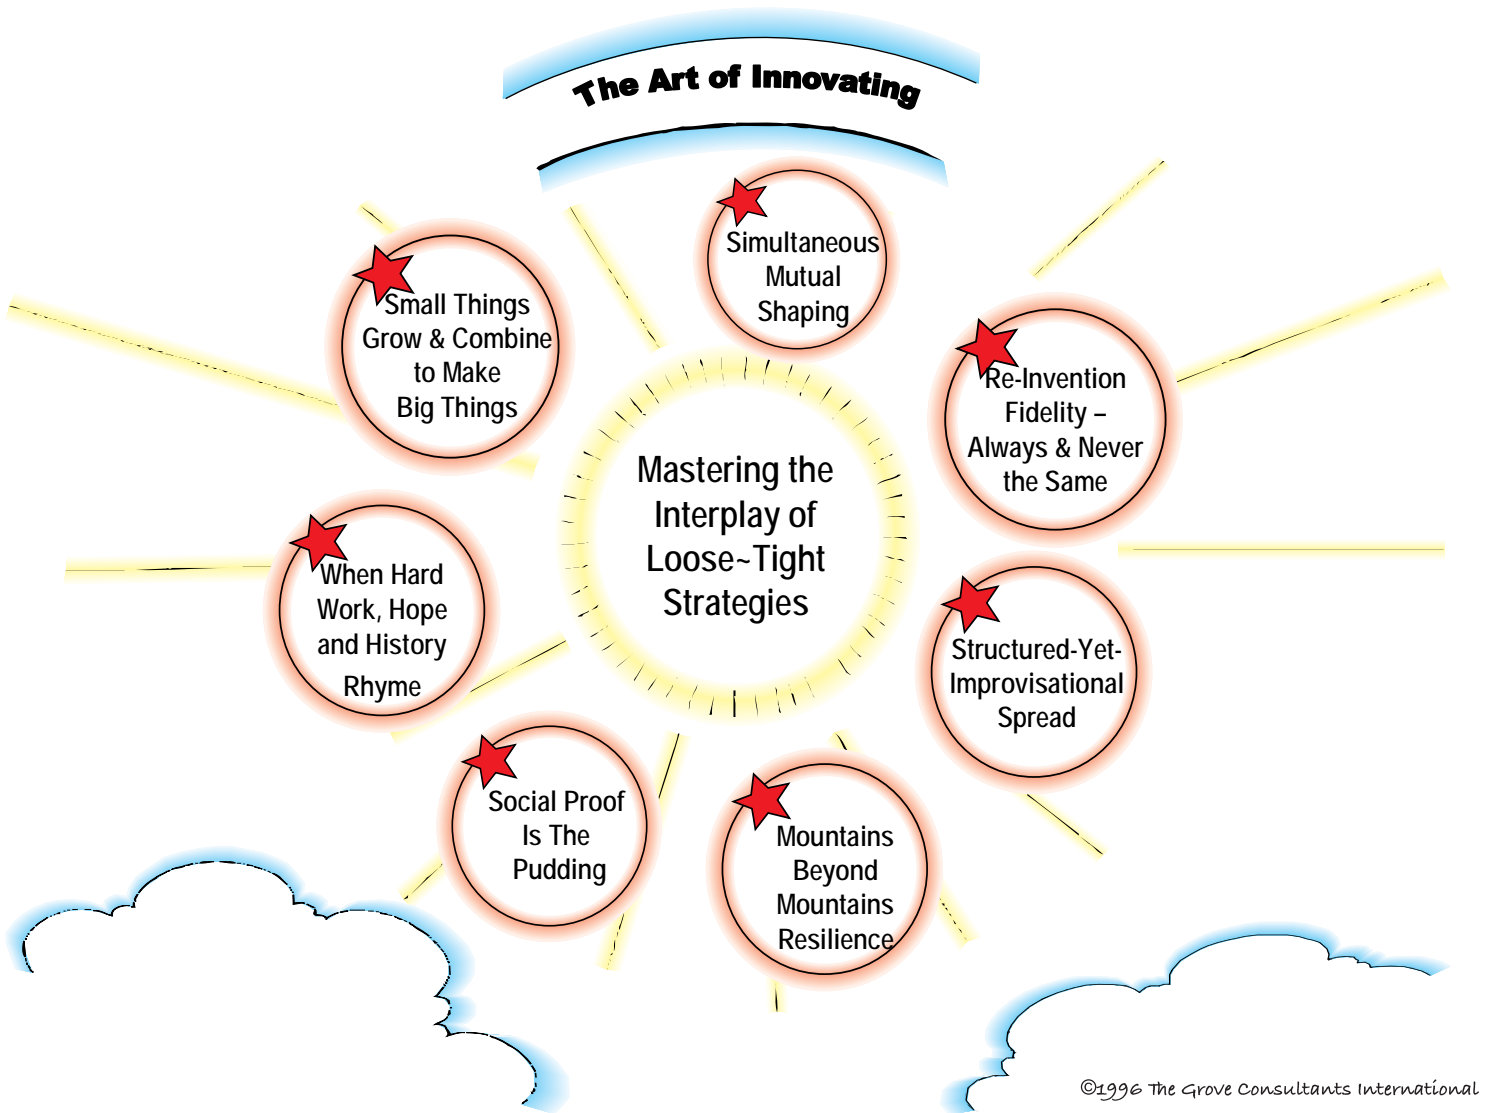 The Art of Innovating
Simultaneous
Mutual
Shaping
Small Things
Grow & Combine
to Make
Big Things
Re-Invention
Fidelity –
Always & Never
the Same
Mastering the
Interplay of
Loose~Tight
Strategies
When Hard
Work, Hope
and History
Rhyme
Structured-Yet-
Improvisational
Spread
Social Proof
Is The
Pudding
Mountains
Beyond
Mountains
Resilience
©1996 The Grove Consultants International